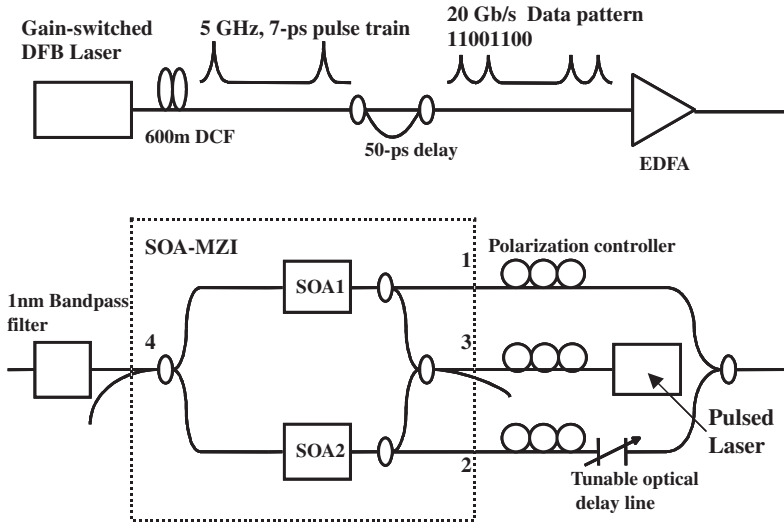 Gain-switched
DFB Laser
5 GHz, 7-ps pulse train
20 Gb/s Data pattern
11001100
600m DCF
50-ps delay
EDFA
SOA-MZI
1
Polarization controller
SOA1
1nm Bandpass
filter
4
3
Pulsed
Laser
SOA2
2
Tunable optical
delay line